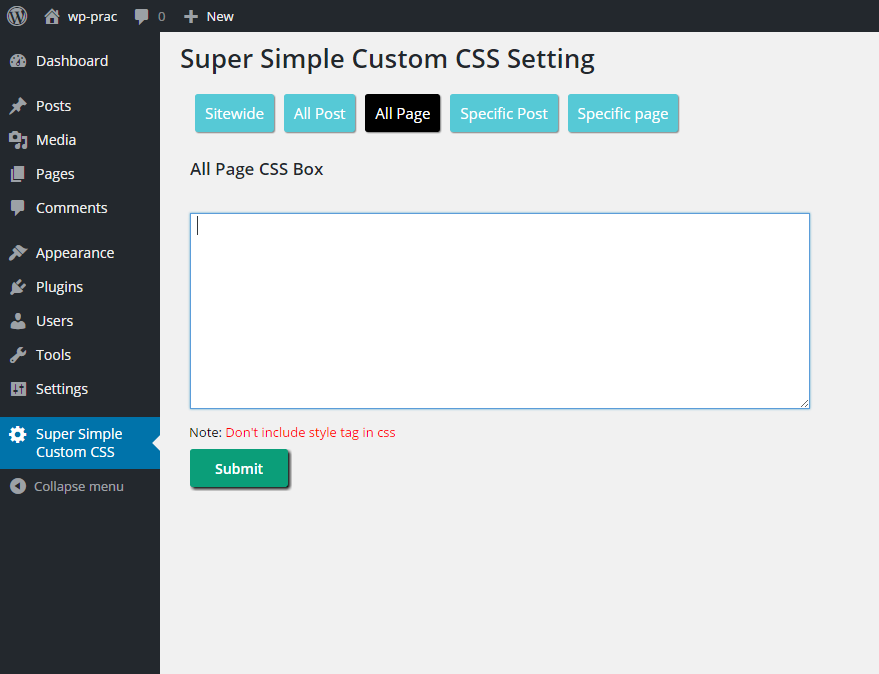 wp-prac 0 New
Dashboard
Posts
Media
Pages
Comments
Appearance
Plugins
Users
Tools
Settings
Super Simple
Custom CSS
Collapse menu
Super Simple Custom CSS Setting
Sitewide All Post All Page Specific Post Specific page
All Page CSS Box
Note: Don't include style tag in css
Submit